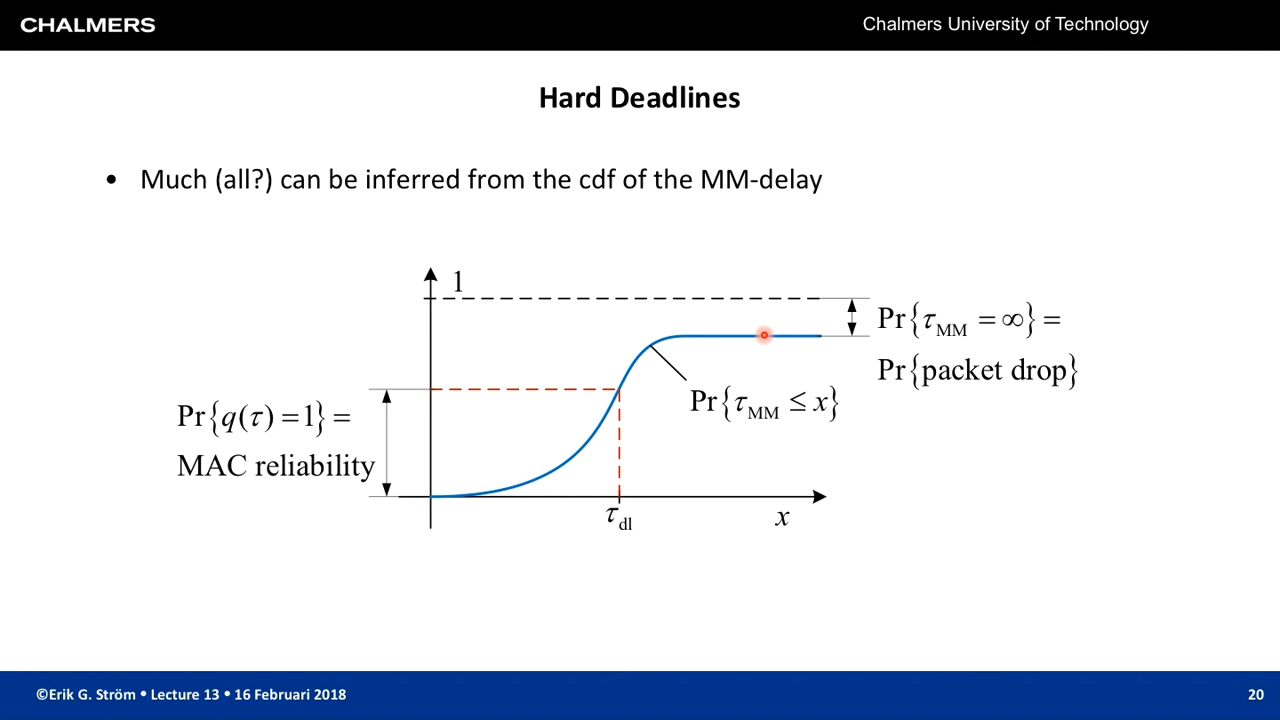 CHALMERS
Chalmers University of Technology
Hard Deadlines
• Much (all?) can be inferred from the cdf of the MM-delay
1
Pr{τ_MM = ∞} =
Pr{packet drop}
Pr{τ_MM ≤ x}
Pr{q(τ) = 1} =
MAC reliability
τ_dl
x
©Erik G. Ström • Lecture 13 • 16 Februari 2018
20